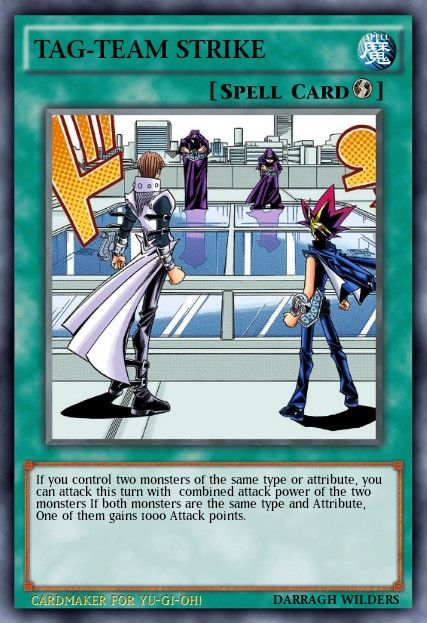 TAG-TEAM STRIKE
SPELL
魔
[SPELL CARD]
ドド
If you control two monsters of the same type or attribute, you
can attack this turn with combined attack power of the two
monsters If both monsters are the same type and Attribute,
One of them gains 1000 Attack points.
CARDMAKER FOR YU-GI-OH!
DARRAGH WILDERS